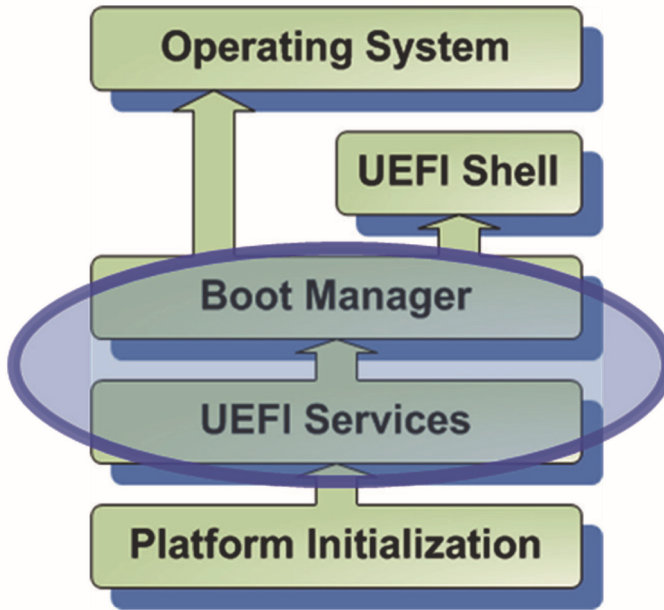 Operating System
UEFI Shell
Boot Manager
UEFI Services
Platform Initialization